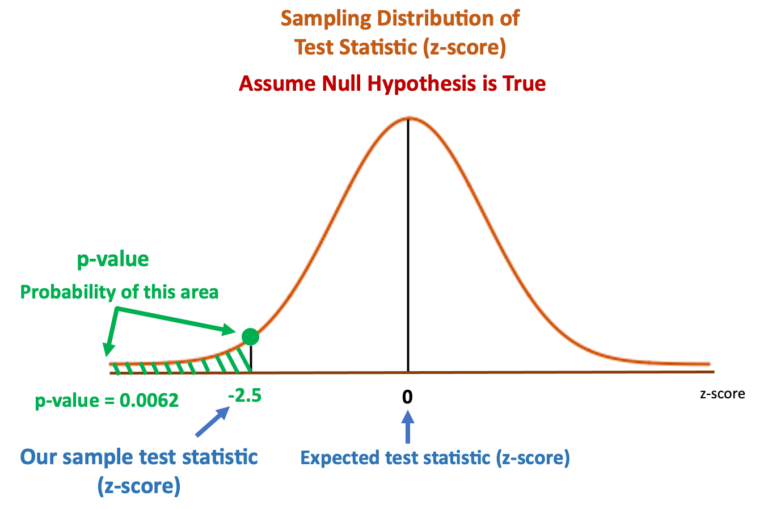 Sampling Distribution of
Test Statistic (z-score)
Assume Null Hypothesis is True
p-value
Probability of this area
p-value = 0.0062
-2.5
0
z-score
Our sample test statistic
(z-score)
Expected test statistic (z-score)